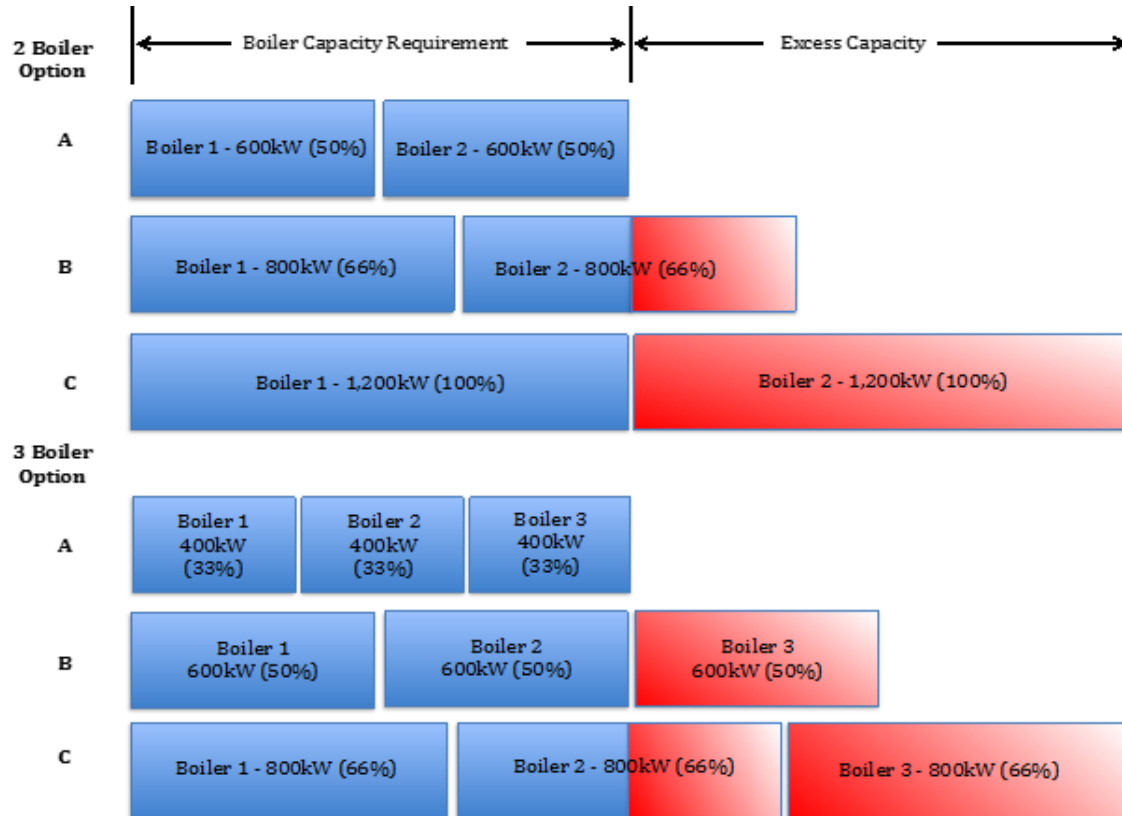 2 Boiler
Option
Boiler Capacity Requirement
Excess Capacity
A
Boiler 1 - 600kW (50%)
Boiler 2 - 600kW (50%)
B
Boiler 1 - 800kW (66%)
Boiler 2 - 800kW (66%)
C
Boiler 1 - 1,200kW (100%)
Boiler 2 - 1,200kW (100%)
3 Boiler
Option
A
Boiler 1
400kW
(33%)
Boiler 2
400kW
(33%)
Boiler 3
400kW
(33%)
B
Boiler 1
600kW (50%)
Boiler 2
600kW (50%)
Boiler 3
600kW (50%)
C
Boiler 1 - 800kW (66%)
Boiler 2 - 800kW (66%)
Boiler 3 - 800kW (66%)